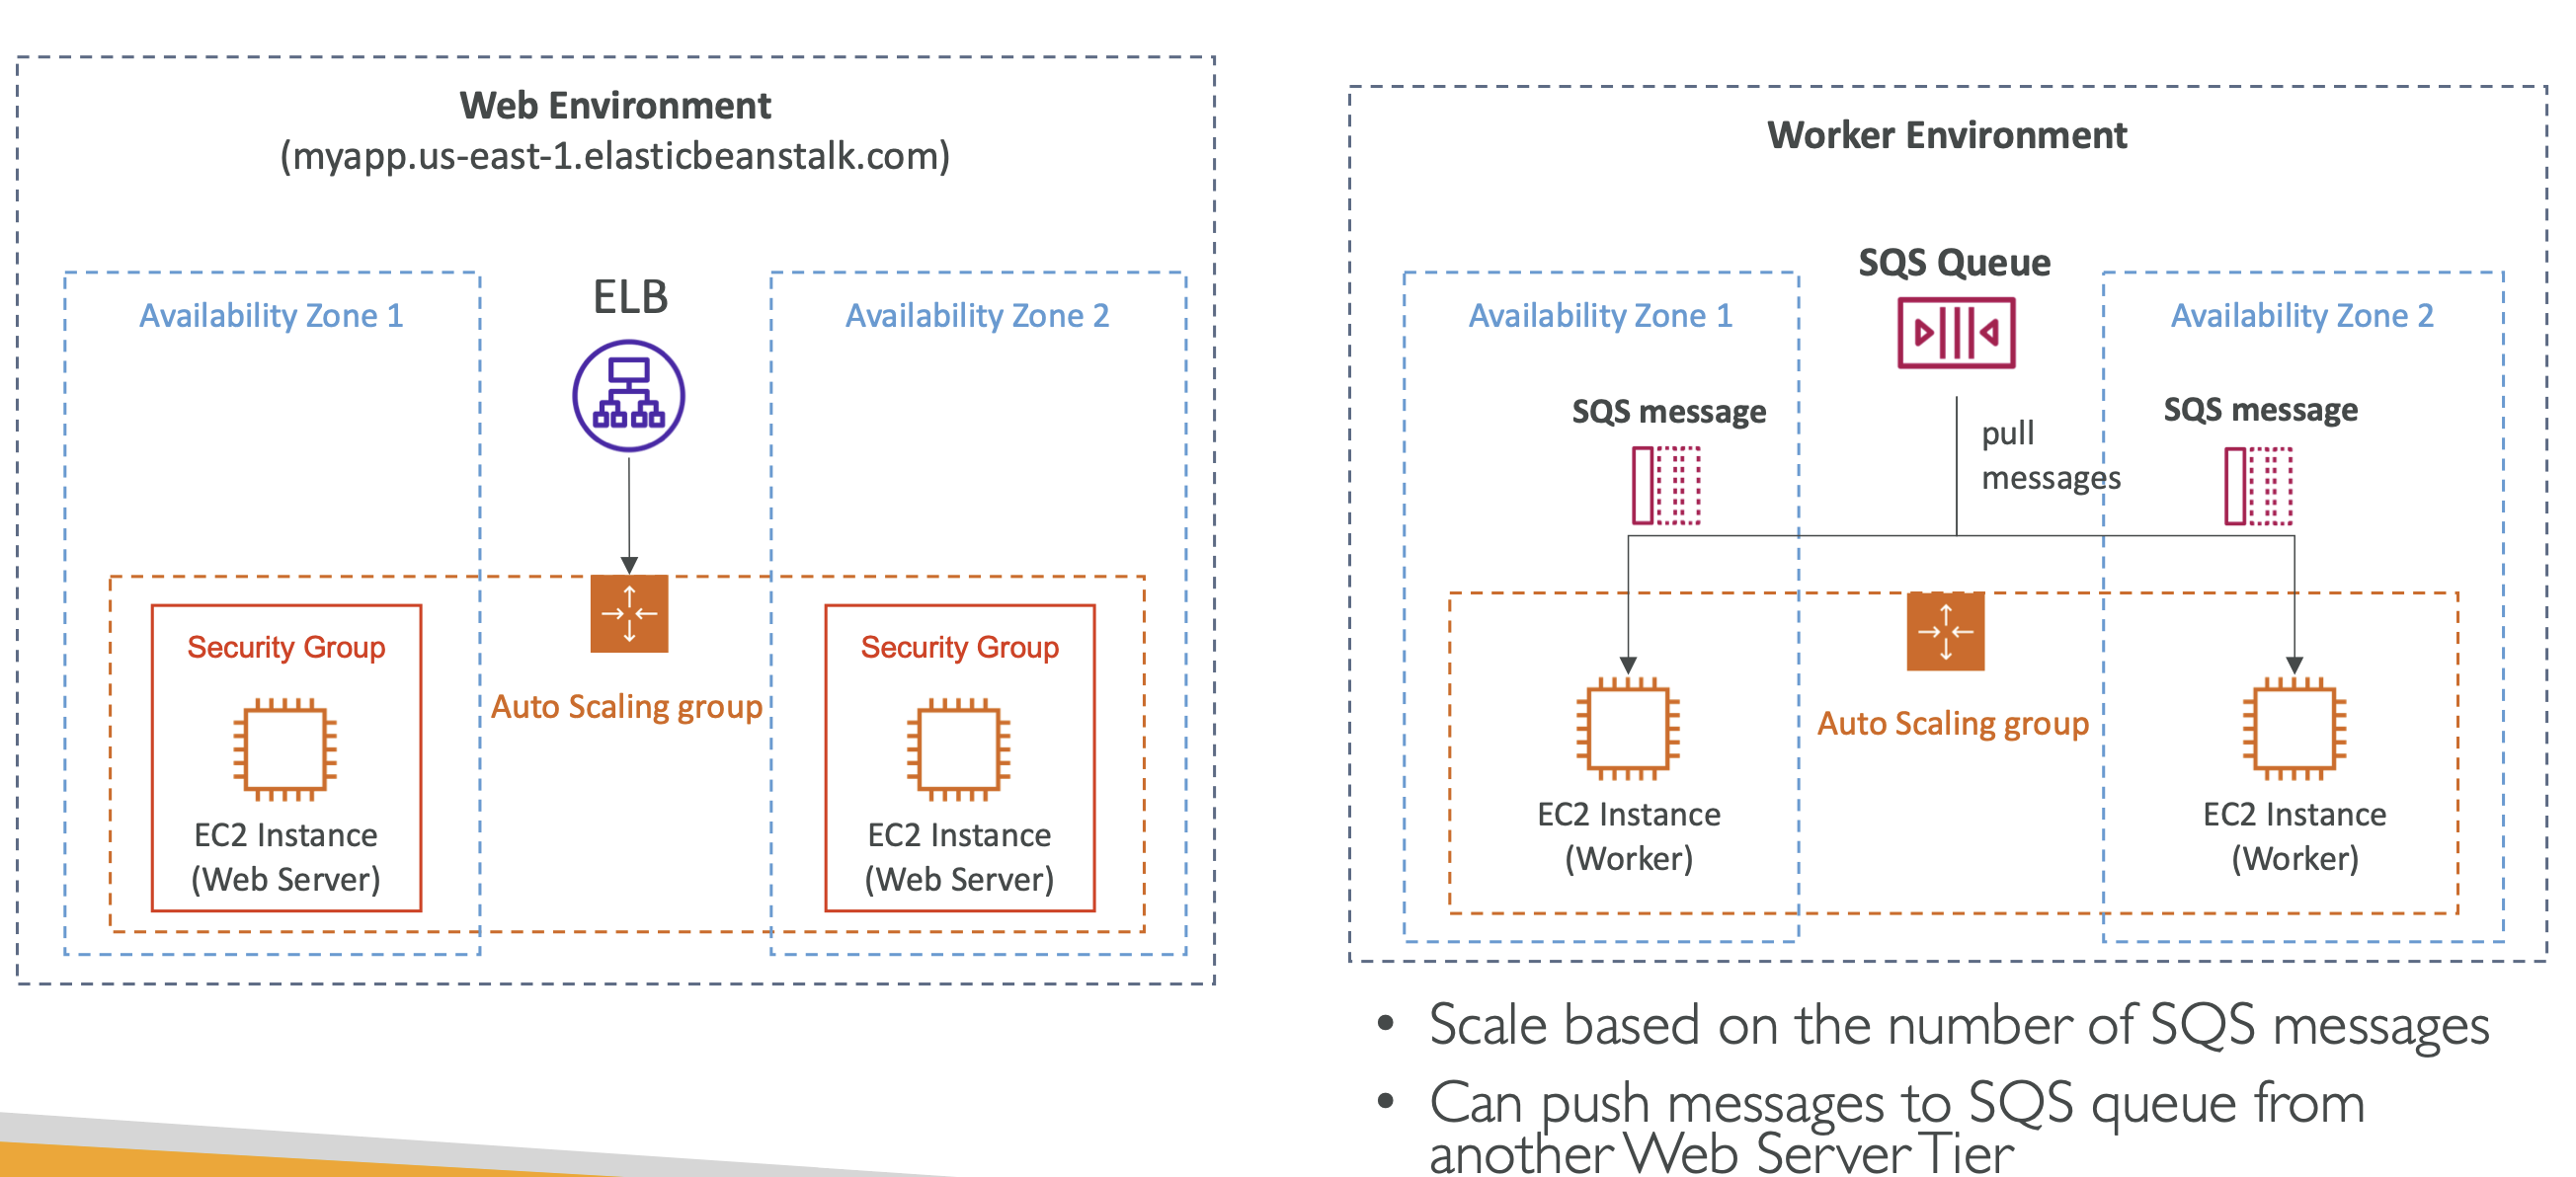 Web Environment
(myapp.us-east-1.elasticbeanstalk.com)
Availability Zone 1
ELB
Availability Zone 2
Security Group
EC2 Instance
(Web Server)
Auto Scaling group
Security Group
EC2 Instance
(Web Server)
Worker Environment
SQS Queue
Availability Zone 1
Availability Zone 2
SQS message
pull
messages
SQS message
Auto Scaling group
EC2 Instance
(Worker)
EC2 Instance
(Worker)
• Scale based on the number of SQS messages
• Can push messages to SQS queue from
another Web Server Tier